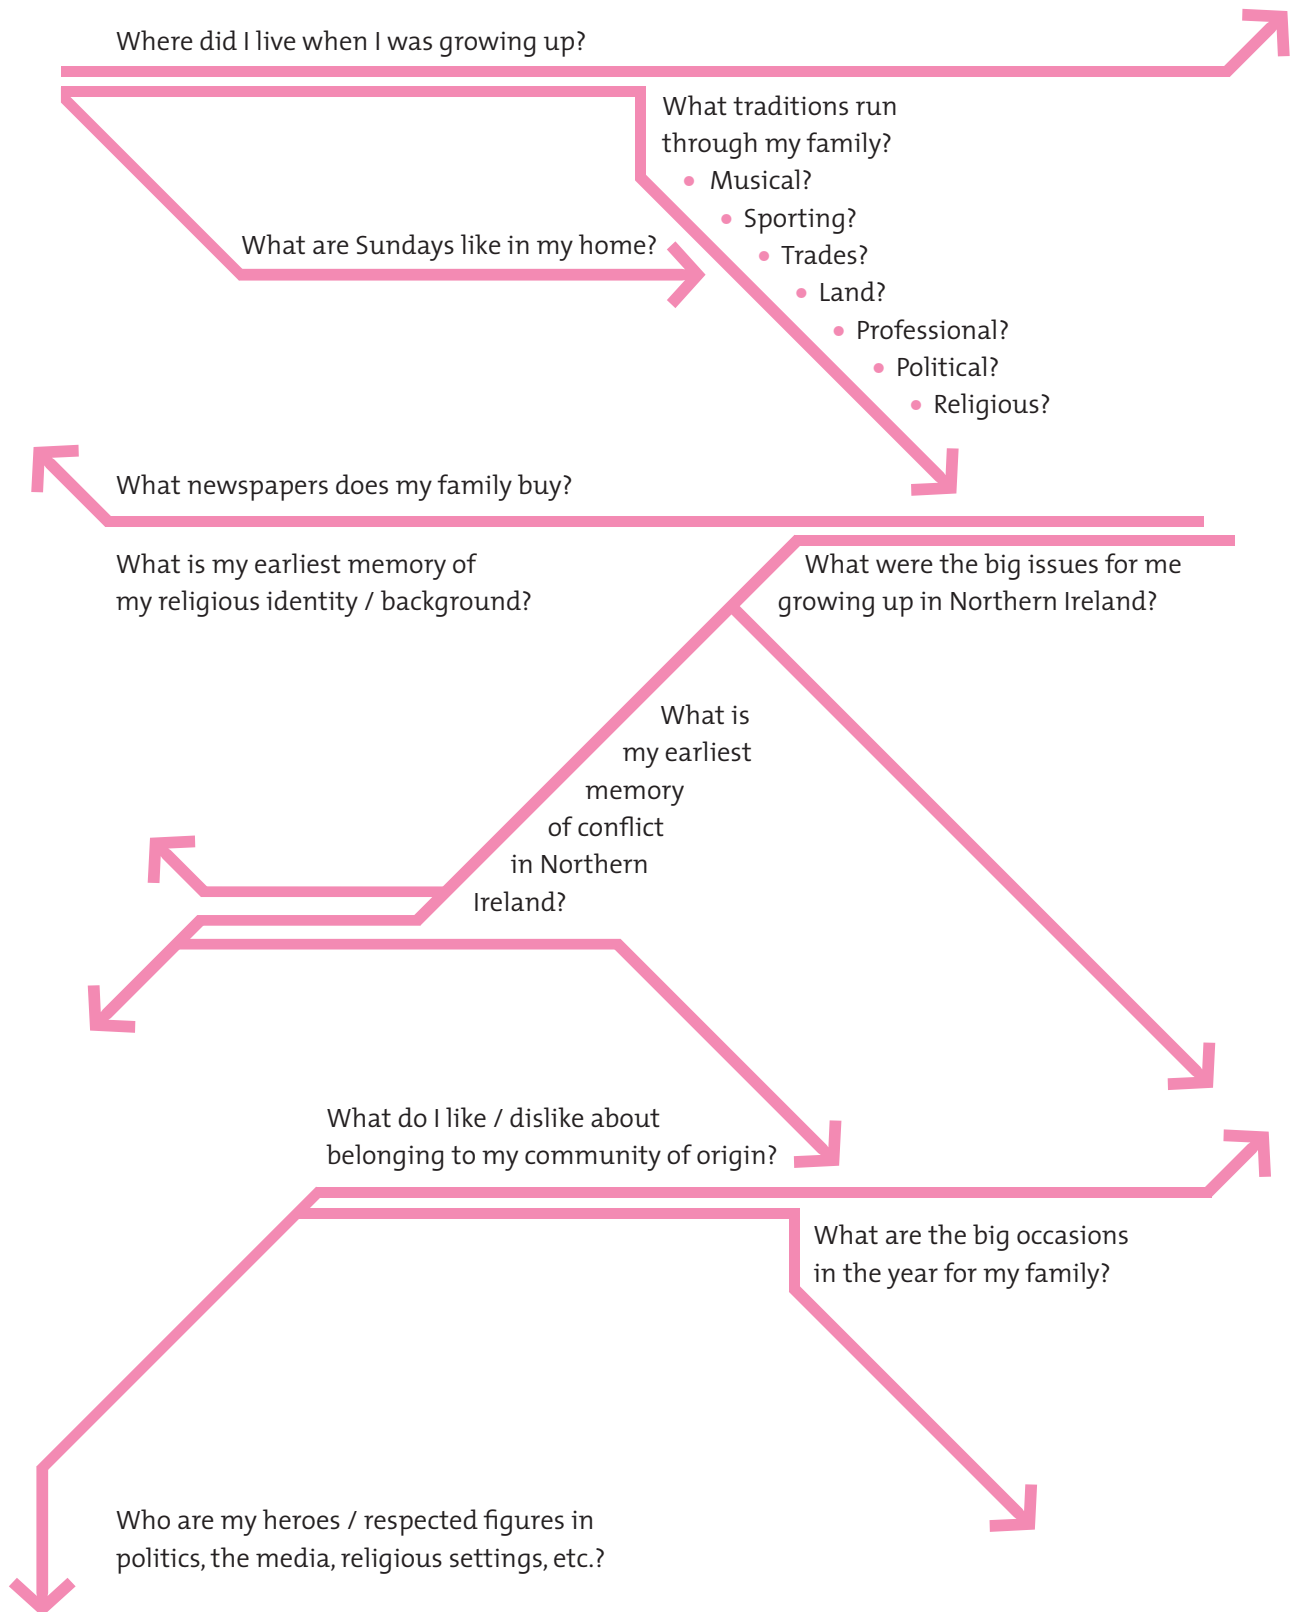 Where did I live when I was growing up?
What traditions run
through my family?
• Musical?
• Sporting?
• Trades?
• Land?
• Professional?
• Political?
• Religious?
What are Sundays like in my home?
What newspapers does my family buy?
What is my earliest memory of
my religious identity / background?
What were the big issues for me
growing up in Northern Ireland?
What is
my earliest
memory
of conflict
in Northern
Ireland?
What do I like / dislike about
belonging to my community of origin?
What are the big occasions
in the year for my family?
Who are my heroes / respected figures in
politics, the media, religious settings, etc.?